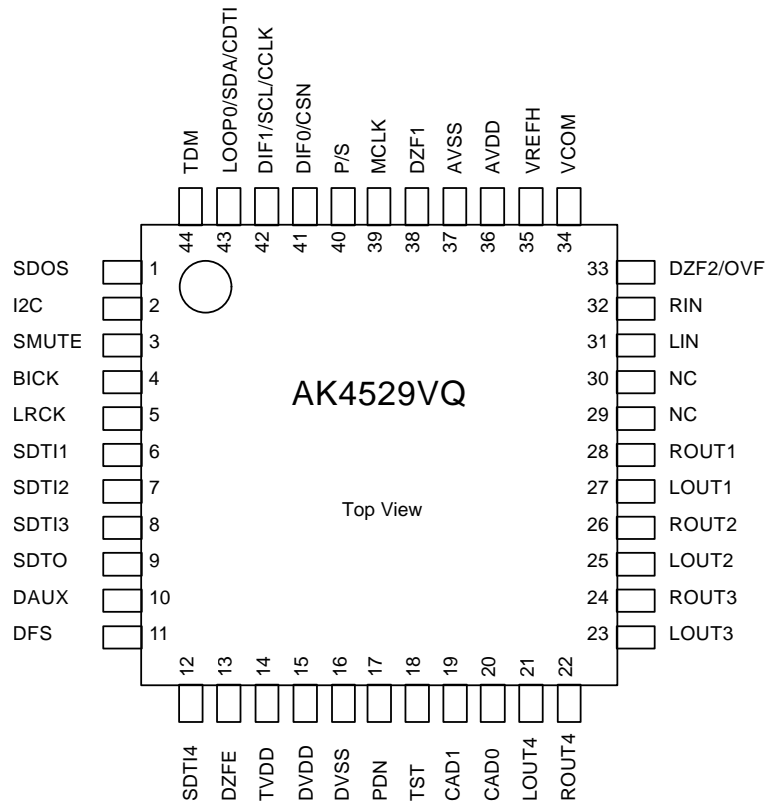 TDM
LOOP0/SDA/CDTI
DIF1/SCL/CCLK
DIF0/CSN
P/S
MCLK
DZF1
AVSS
AVDD
VREFH
VCOM
44 43 42 41 40 39 38 37 36 35 34
SDOS 1
I2C 2
SMUTE 3
BICK 4
LRCK 5
SDTI1 6
SDTI2 7
SDTI3 8
SDTO 9
DAUX 10
DFS 11
AK4529VQ
Top View
33 DZF2/OVF
32 RIN
31 LIN
30 NC
29 NC
28 ROUT1
27 LOUT1
26 ROUT2
25 LOUT2
24 ROUT3
23 LOUT3
12 13 14 15 16 17 18 19 20 21 22
SDTI4
DZFE
TVDD
DVDD
DVSS
PDN
TST
CAD1
CAD0
LOUT4
ROUT4